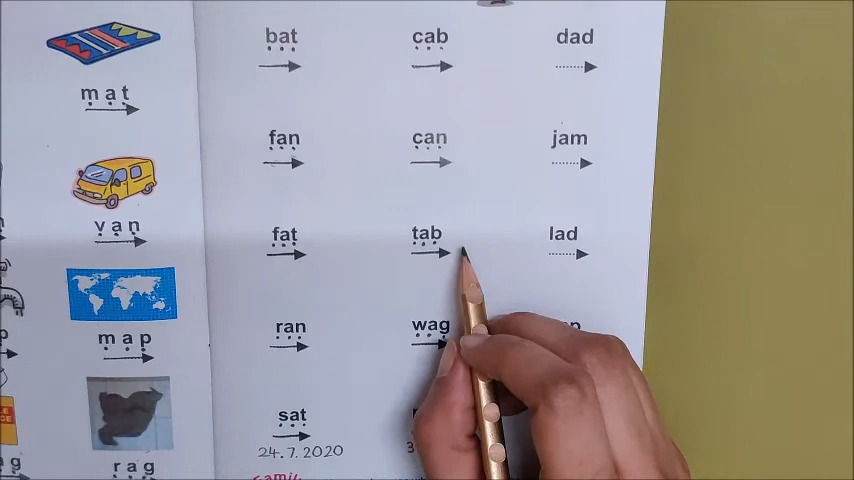 bat cab dad
mat
fan can jam
van
fat tab lad
ran wag
map
sat
24.7.2020
rag